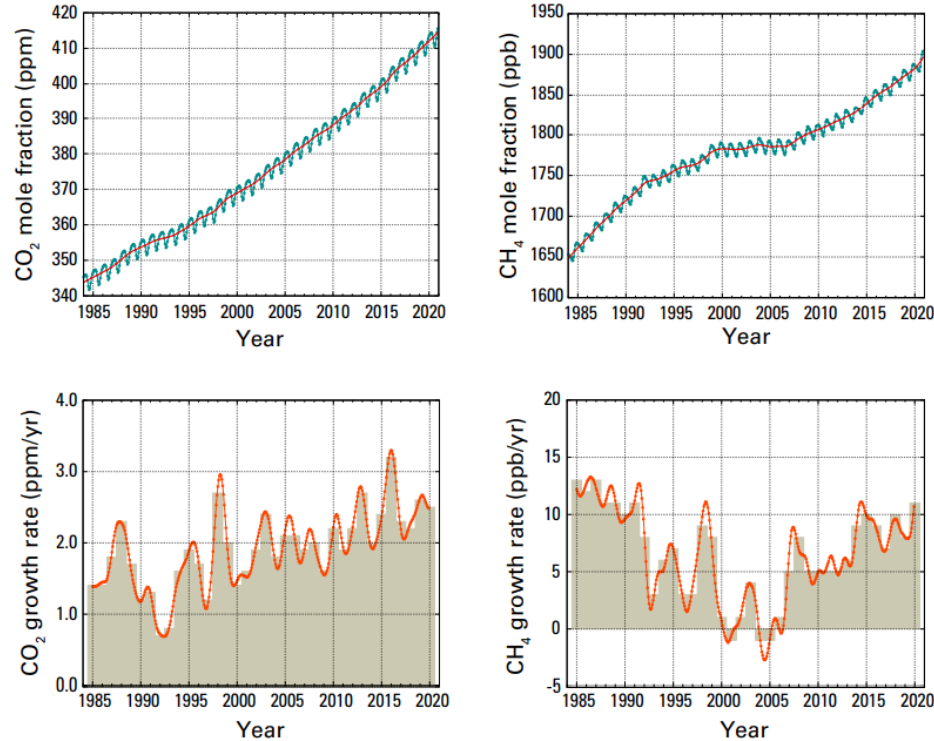 CO₂ mole fraction (ppm)
420
410
400
390
380
370
360
350
340
1985 1990 1995 2000 2005 2010 2015 2020
Year
CH₄ mole fraction (ppb)
1950
1900
1850
1800
1750
1700
1650
1600
1985 1990 1995 2000 2005 2010 2015 2020
Year
CO₂ growth rate (ppm/yr)
4.0
3.0
2.0
1.0
0.0
1985 1990 1995 2000 2005 2010 2015 2020
Year
CH₄ growth rate (ppb/yr)
20
15
10
5
0
-5
1985 1990 1995 2000 2005 2010 2015 2020
Year